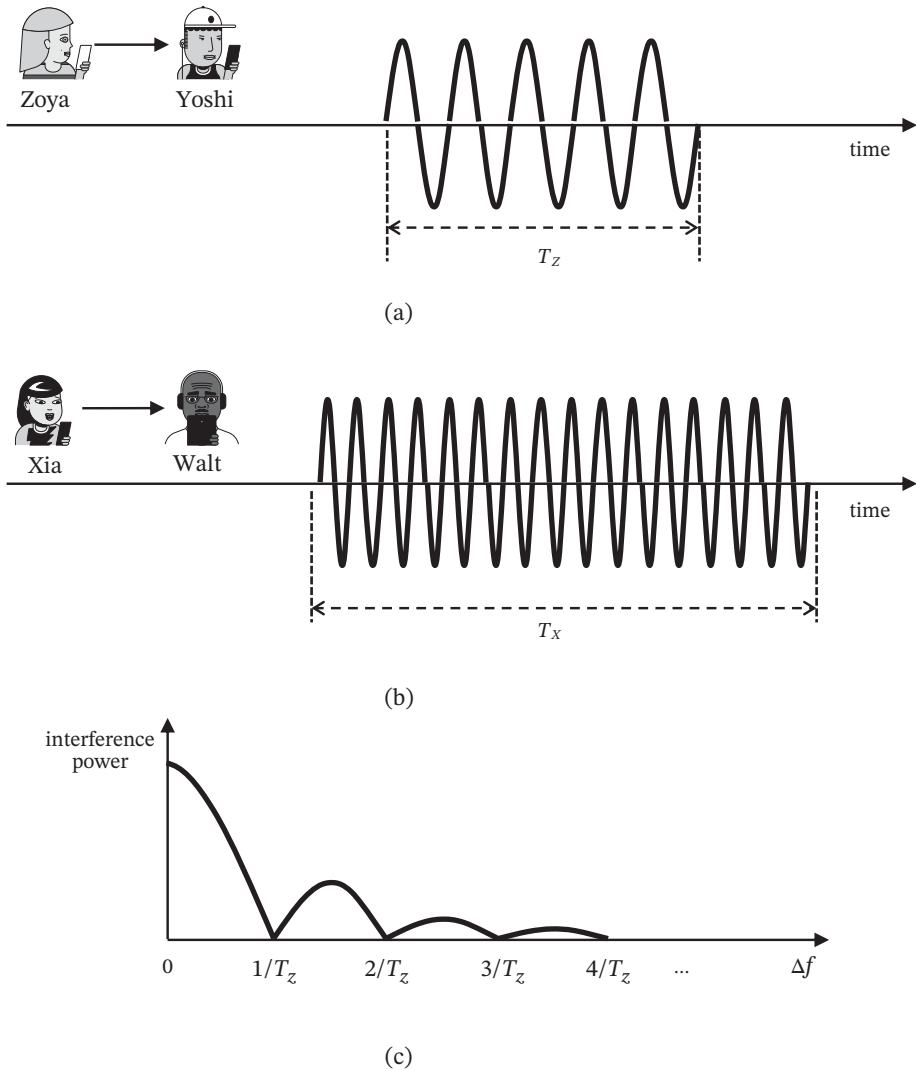 Zoya Yoshi
time
T_Z
(a)
Xia Walt
time
T_X
(b)
interference
power
0 1/T_z 2/T_z 3/T_z 4/T_z ... Δf
(c)